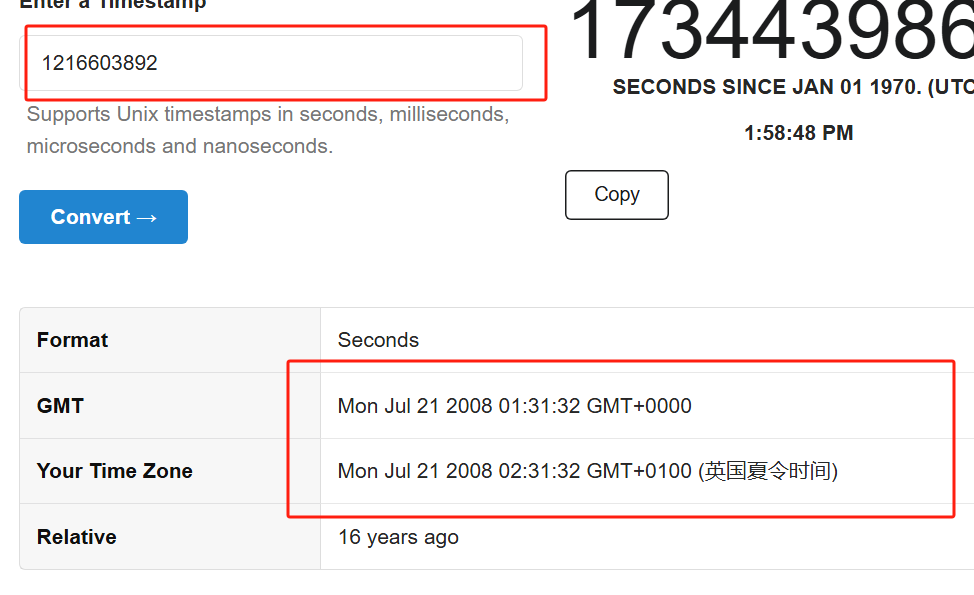 Enter a Timestamp
1216603892
Supports Unix timestamps in seconds, milliseconds,
microseconds and nanoseconds.
Convert →
173443986
SECONDS SINCE JAN 01 1970. (UTC
1:58:48 PM
Copy
Format Seconds
GMT Mon Jul 21 2008 01:31:32 GMT+0000
Your Time Zone Mon Jul 21 2008 02:31:32 GMT+0100 (英国夏令时间)
Relative 16 years ago